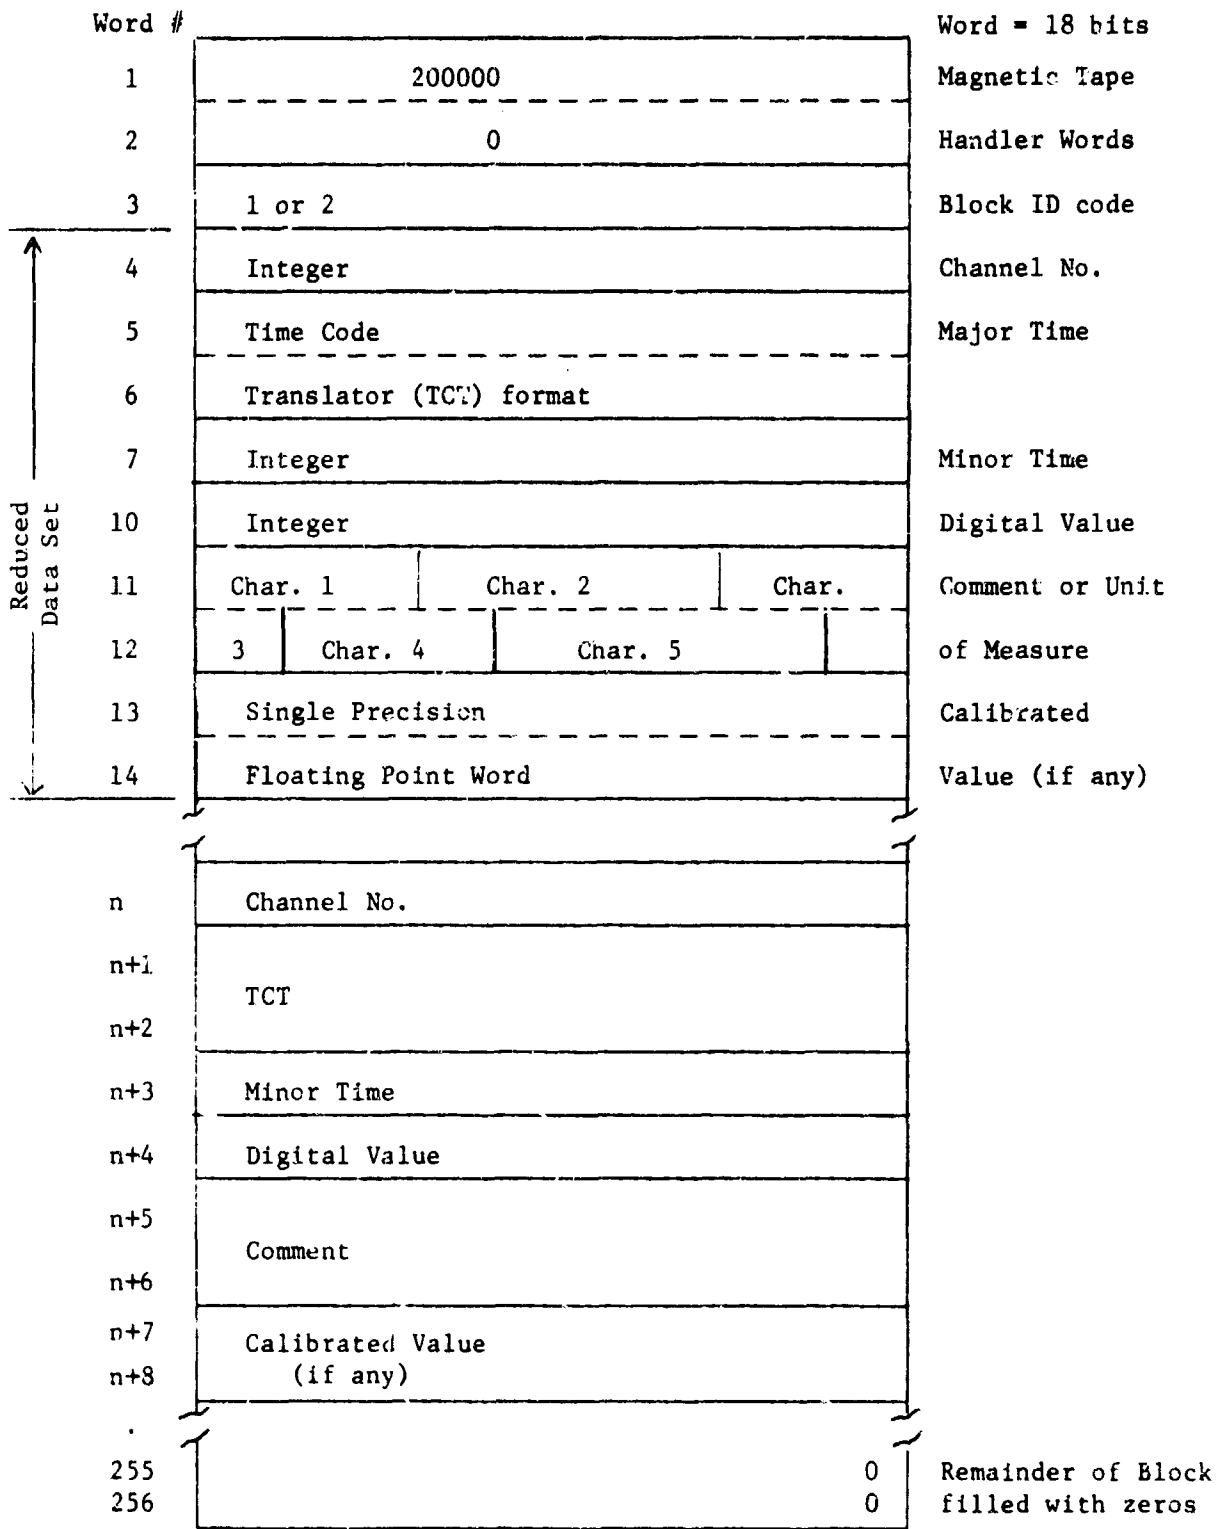 Word # Word = 18 bits
1 200000 Magnetic Tape
2 0 Handler Words
3 1 or 2 Block ID code
4 Integer Channel No.
5 Time Code Major Time
6 Translator (TCT) format
7 Integer Minor Time
10 Integer Digital Value
Reduced
Data Set
11 Char. 1 Char. 2 Char. Comment or Unit
12 3 Char. 4 Char. 5 of Measure
13 Single Precision Calibrated
14 Floating Point Word Value (if any)
n Channel No.
n+1
TCT
n+2
n+3 Minor Time
n+4 Digital Value
n+5
Comment
n+6
n+7 Calibrated Value
n+8 (if any)
255 0 Remainder of Block
256 0 filled with zeros